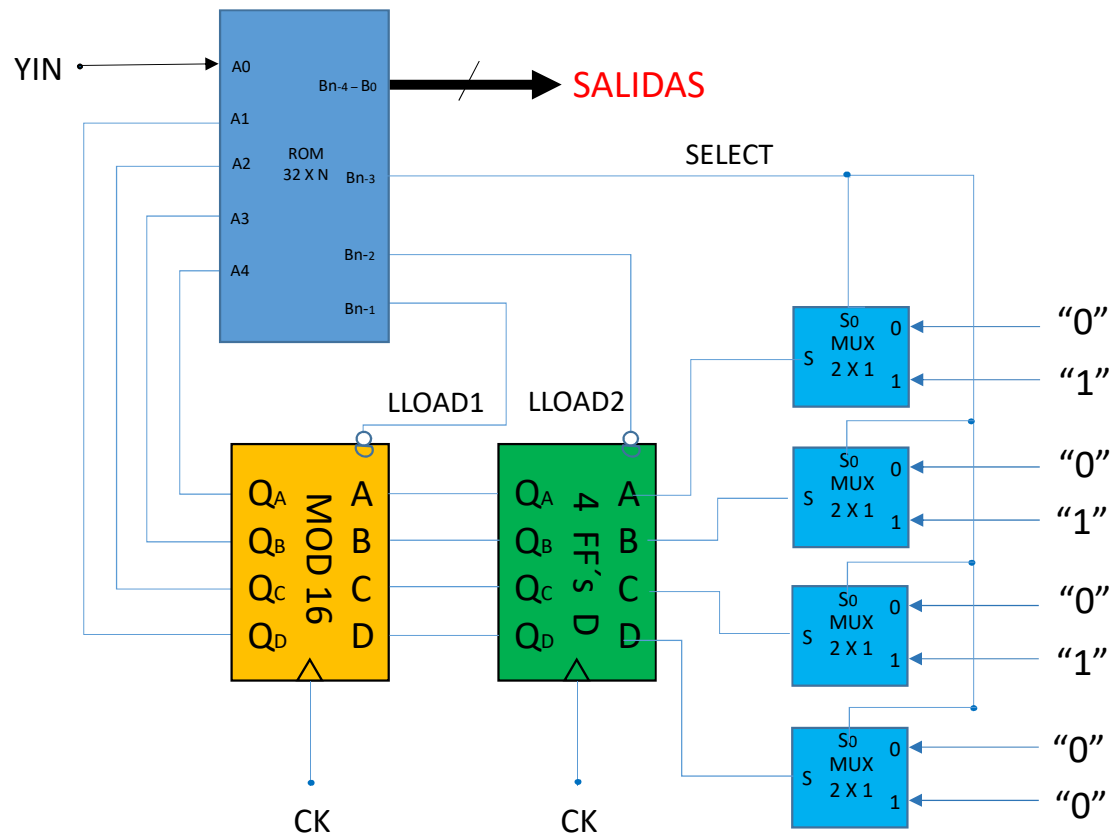 YIN
A0
A1
A2
A3
A4
ROM
32 X N
Bn-4 – B0
Bn-3
Bn-2
Bn-1
SALIDAS
SELECT
LLOAD1
LLOAD2
QA
QB
QC
QD
MOD 16
A
B
C
D
CK
QA
QB
QC
QD
4 FF´s D
A
B
C
D
CK
S0
MUX
2 X 1
S
0
1
“0”
“1”
S0
MUX
2 X 1
S
0
1
“0”
“1”
S0
MUX
2 X 1
S
0
1
“0”
“1”
S0
MUX
2 X 1
S
0
1
“0”
“0”